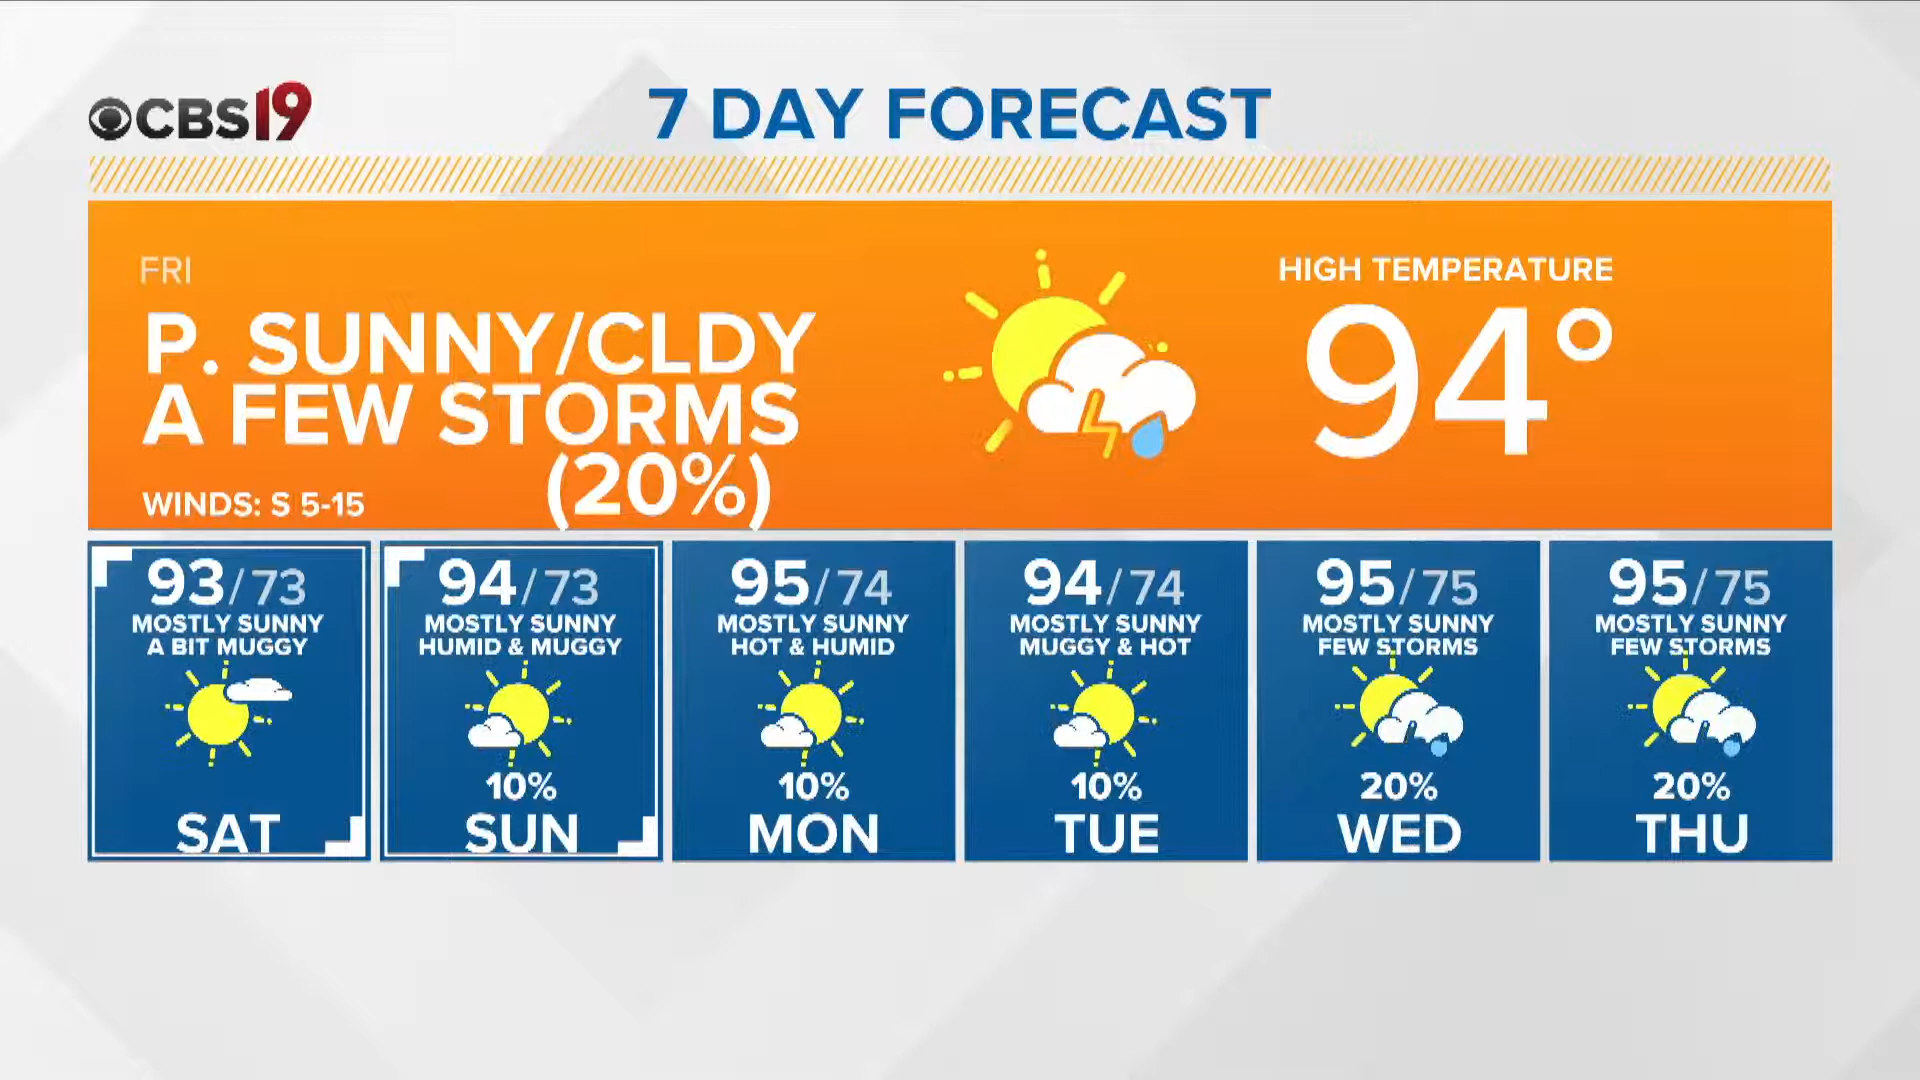 CBS19
7 DAY FORECAST
FRI
P. SUNNY/CLDY
A FEW STORMS
(20%)
WINDS: S 5-15
HIGH TEMPERATURE
94°
93/73
MOSTLY SUNNY
A BIT MUGGY
SAT
94/73
MOSTLY SUNNY
HUMID & MUGGY
10%
SUN
95/74
MOSTLY SUNNY
HOT & HUMID
10%
MON
94/74
MOSTLY SUNNY
MUGGY & HOT
10%
TUE
95/75
MOSTLY SUNNY
FEW STORMS
20%
WED
95/75
MOSTLY SUNNY
FEW STORMS
20%
THU